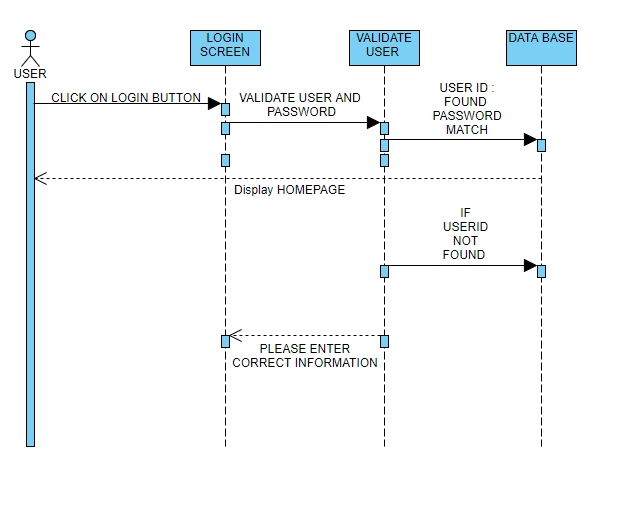 USER
LOGIN
SCREEN
VALIDATE
USER
DATA BASE
CLICK ON LOGIN BUTTON
VALIDATE USER AND
PASSWORD
USER ID :
FOUND
PASSWORD
MATCH
Display HOMEPAGE
IF
USERID
NOT
FOUND
PLEASE ENTER
CORRECT INFORMATION